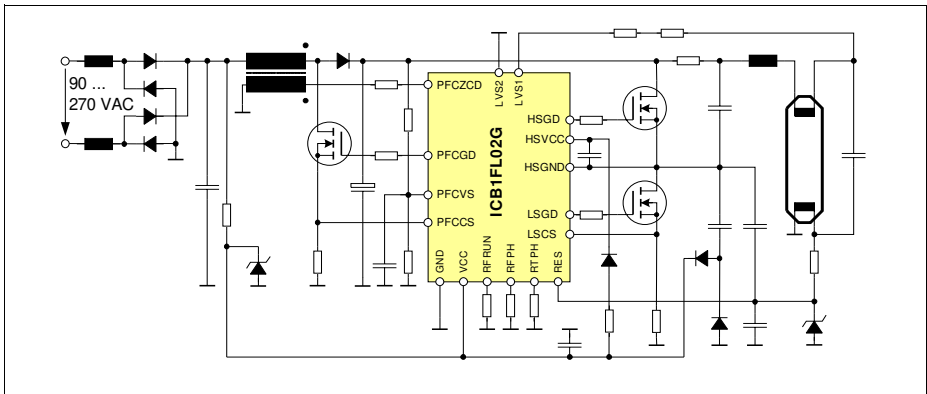 90 ...
270 VAC
PFCZCD
PFCGD
PFCVS
PFCCS
LVS2
LVS1
ICB1FL02G
HSGD
HSVCC
HSGND
LSGD
LSCS
GND
VCC
RFRUN
RFPH
RTPH
RES